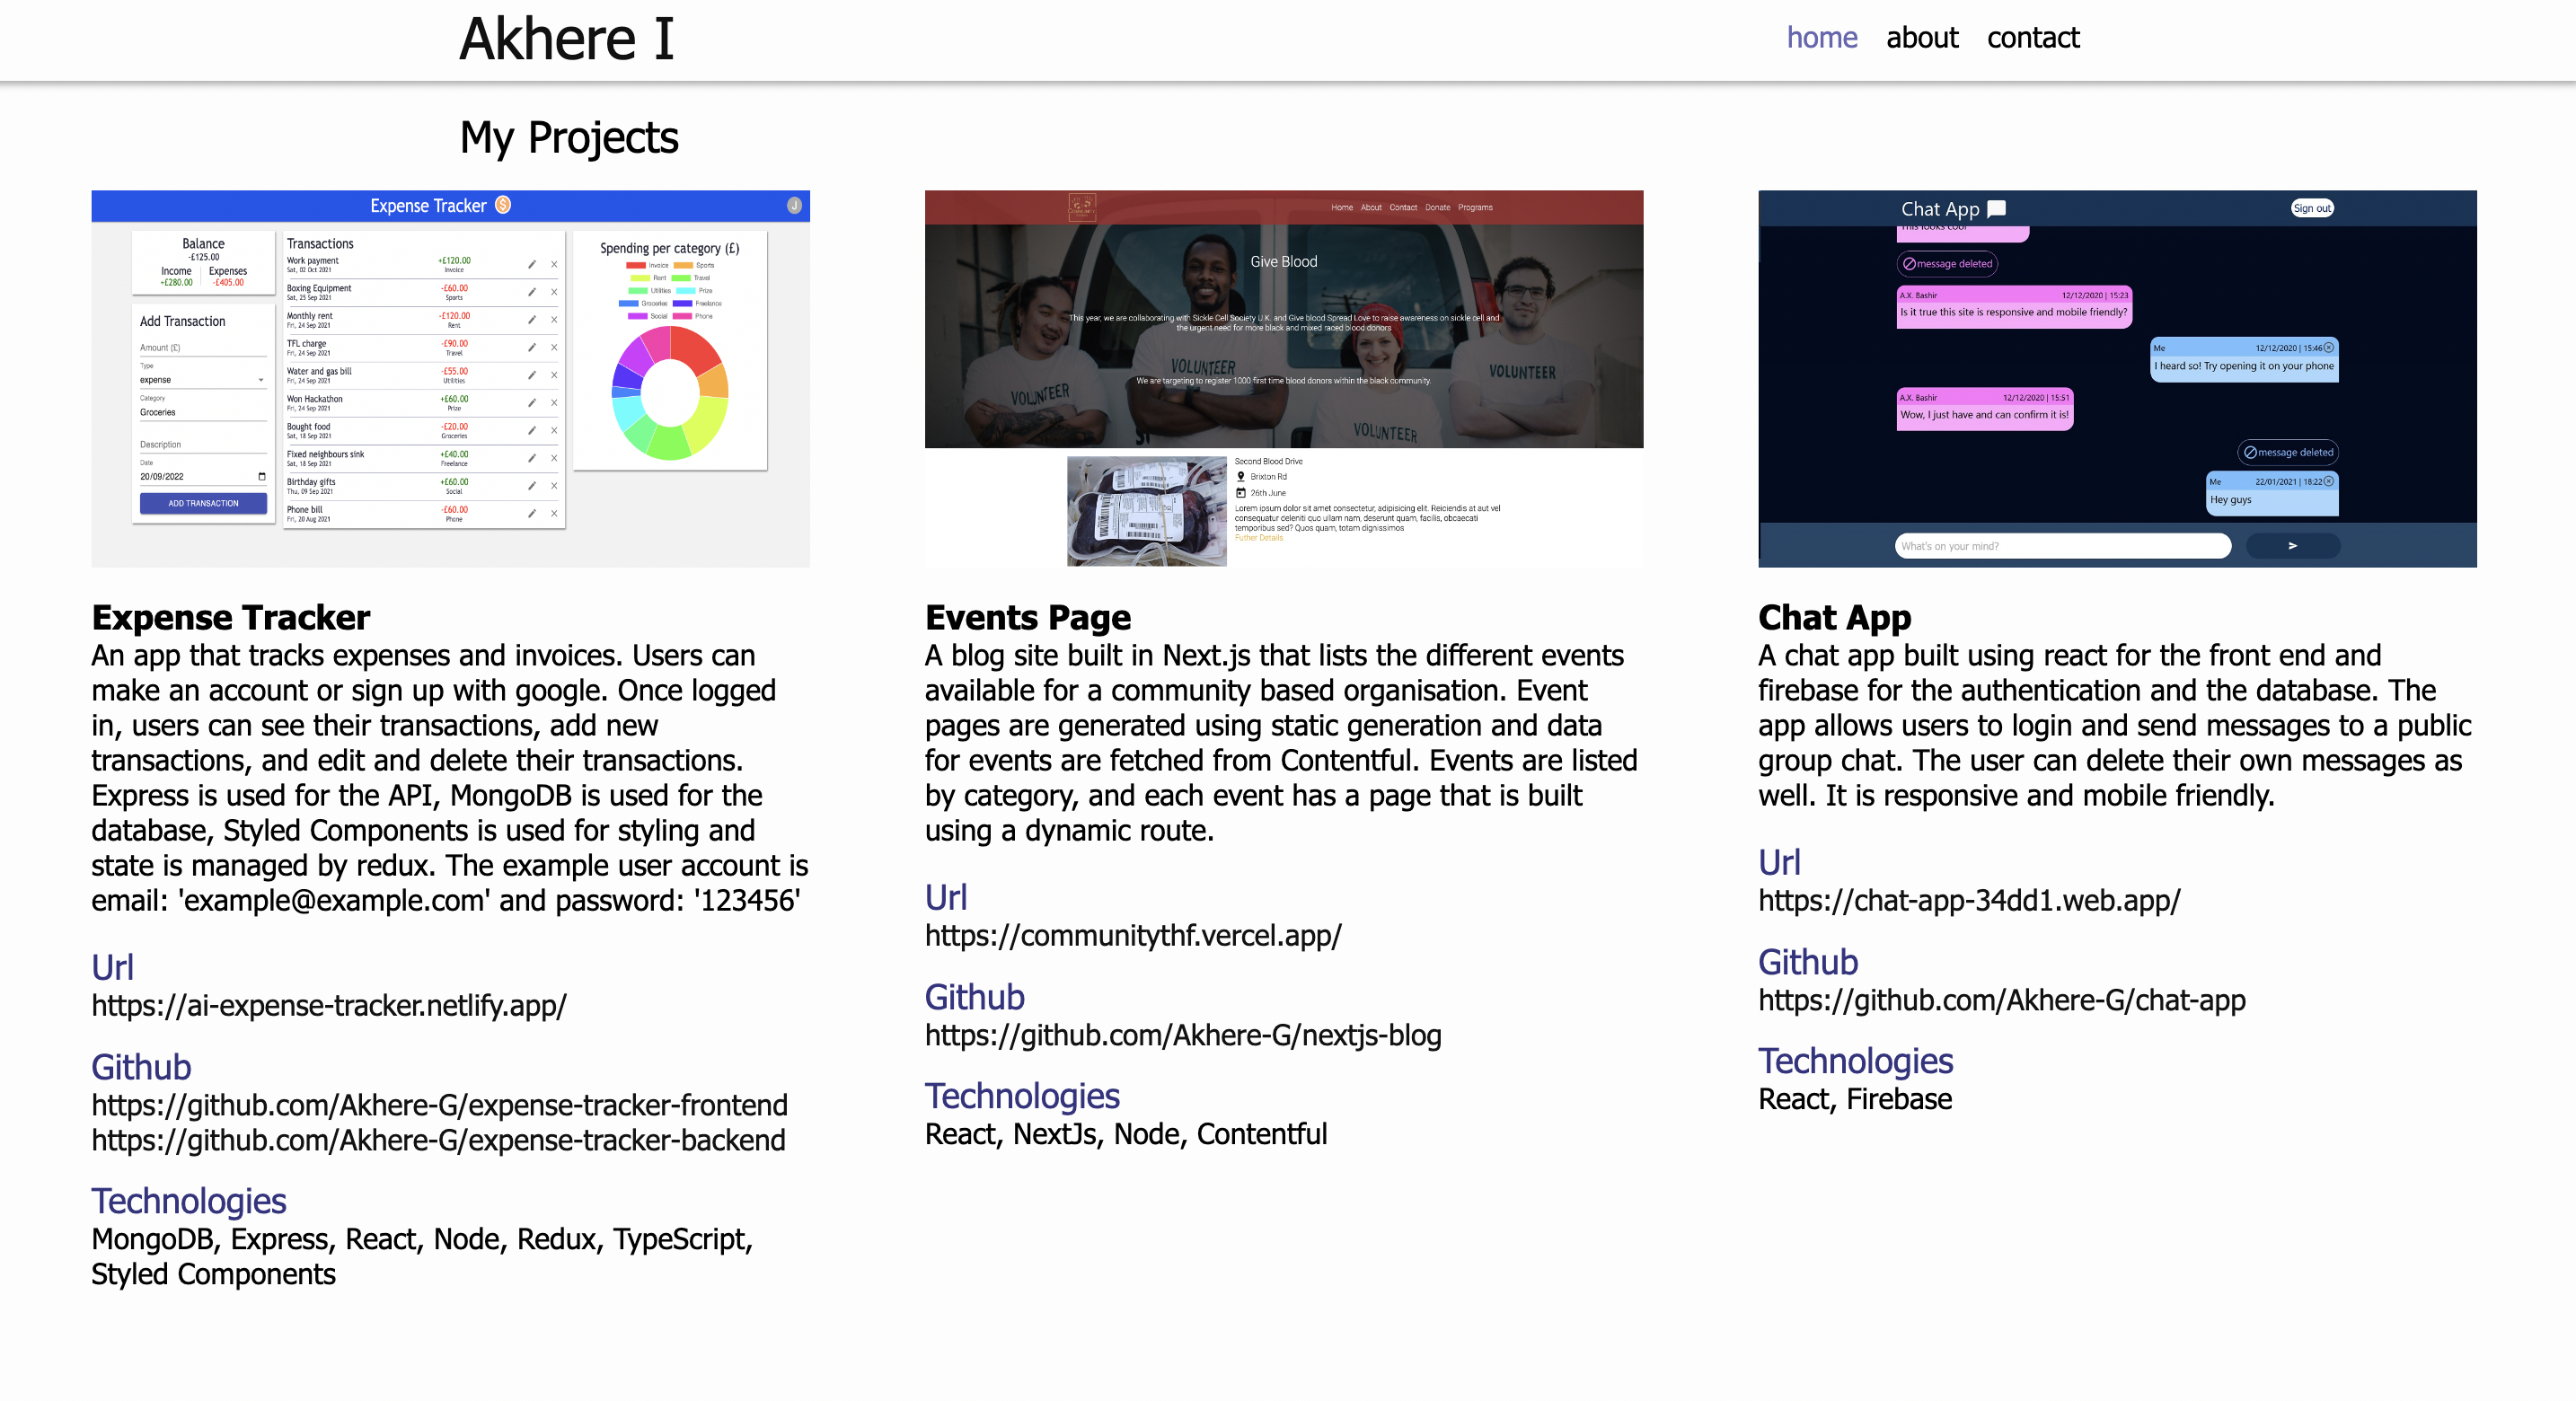 Akhere I
home about contact
My Projects
Expense Tracker
J
Balance
-£125.00
Income Expenses
+£280.00 -£405.00
Add Transaction
Amount (£)
Type
expense
Category
Groceries
Description
Date
20/09/2022
ADD TRANSACTION
Transactions
Work payment +£120.00
Sat, 02 Oct 2021 Invoice
Boxing Equipment -£60.00
Sat, 25 Sep 2021 Sports
Monthly rent -£120.00
Fri, 24 Sep 2021 Rent
TFL charge -£90.00
Fri, 24 Sep 2021 Travel
Water and gas bill -£55.00
Fri, 24 Sep 2021 Utilities
Won Hackathon +£60.00
Fri, 24 Sep 2021 Prize
Bought food -£20.00
Sat, 18 Sep 2021 Groceries
Fixed neighbours sink +£40.00
Sat, 18 Sep 2021 Freelance
Birthday gifts +£60.00
Thu, 09 Sep 2021 Social
Phone bill -£60.00
Fri, 20 Aug 2021 Phone
Spending per category (£)
Invoice Sports
Rent Travel
Utilities Prize
Groceries Freelance
Social Phone
Expense Tracker
An app that tracks expenses and invoices. Users can
make an account or sign up with google. Once logged
in, users can see their transactions, add new
transactions, and edit and delete their transactions.
Express is used for the API, MongoDB is used for the
database, Styled Components is used for styling and
state is managed by redux. The example user account is
email: 'example@example.com' and password: '123456'
Url
https://ai-expense-tracker.netlify.app/
Github
https://github.com/Akhere-G/expense-tracker-frontend
https://github.com/Akhere-G/expense-tracker-backend
Technologies
MongoDB, Express, React, Node, Redux, TypeScript,
Styled Components
Home About Contact Donate Programs
Give Blood
This year, we are collaborating with Sickle Cell Society U.K. and Give blood Spread Love to raise awareness on sickle cell and
the urgent need for more black and mixed raced blood donors
We are targeting to register 1000 first time blood donors within the black community.
VOLUNTEER
VOLUNTEER
VOLUNTEER
VOLUNTEER
Second Blood Drive
Brixton Rd
26th June
Lorem ipsum dolor sit amet consectetur, adipisicing elit. Reiciendis at aut vel
consequatur deleniti quo ullam nam, deserunt quam, facilis, obcaecati
temporibus sed? Quos quam, totam dignissimos
Futher Details
Events Page
A blog site built in Next.js that lists the different events
available for a community based organisation. Event
pages are generated using static generation and data
for events are fetched from Contentful. Events are listed
by category, and each event has a page that is built
using a dynamic route.
Url
https://communitythf.vercel.app/
Github
https://github.com/Akhere-G/nextjs-blog
Technologies
React, NextJs, Node, Contentful
Chat App
Sign out
This looks cool
message deleted
A.X. Bashir 12/12/2020 | 15:23
Is it true this site is responsive and mobile friendly?
Me 12/12/2020 | 15:46
I heard so! Try opening it on your phone
A.X. Bashir 12/12/2020 | 15:51
Wow, I just have and can confirm it is!
message deleted
Me 22/01/2021 | 18:22
Hey guys
What's on your mind?
Chat App
A chat app built using react for the front end and
firebase for the authentication and the database. The
app allows users to login and send messages to a public
group chat. The user can delete their own messages as
well. It is responsive and mobile friendly.
Url
https://chat-app-34dd1.web.app/
Github
https://github.com/Akhere-G/chat-app
Technologies
React, Firebase